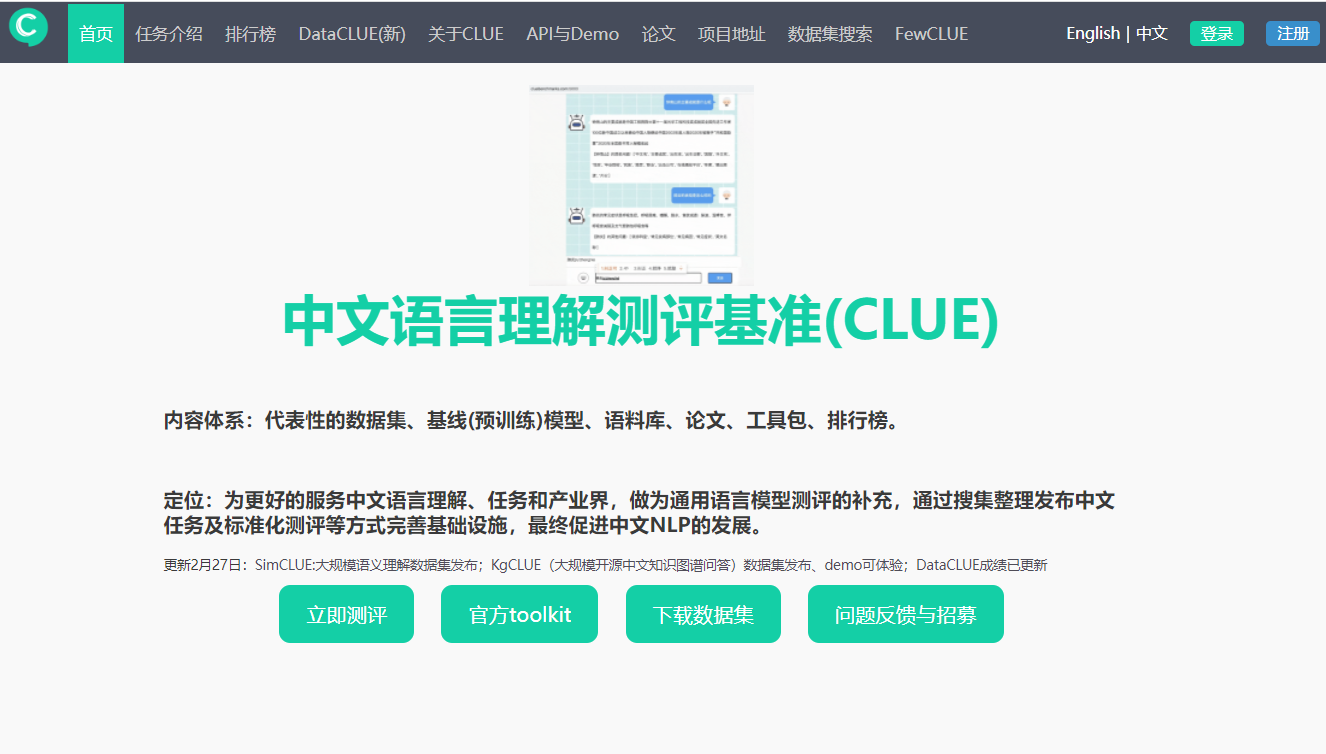 首页 任务介绍 排行榜 DataCLUE(新) 关于CLUE API与Demo 论文 项目地址 数据集搜索 FewCLUE English | 中文 登录 注册
中文语言理解测评基准(CLUE)
内容体系：代表性的数据集、基线(预训练)模型、语料库、论文、工具包、排行榜。
定位：为更好的服务中文语言理解、任务和产业界，做为通用语言模型测评的补充，通过搜集整理发布中文
任务及标准化测评等方式完善基础设施，最终促进中文NLP的发展。
更新2月27日：SimCLUE:大规模语义理解数据集发布；KgCLUE（大规模开源中文知识图谱问答）数据集发布、demo可体验；DataCLUE成绩已更新
立即测评 官方toolkit 下载数据集 问题反馈与招募